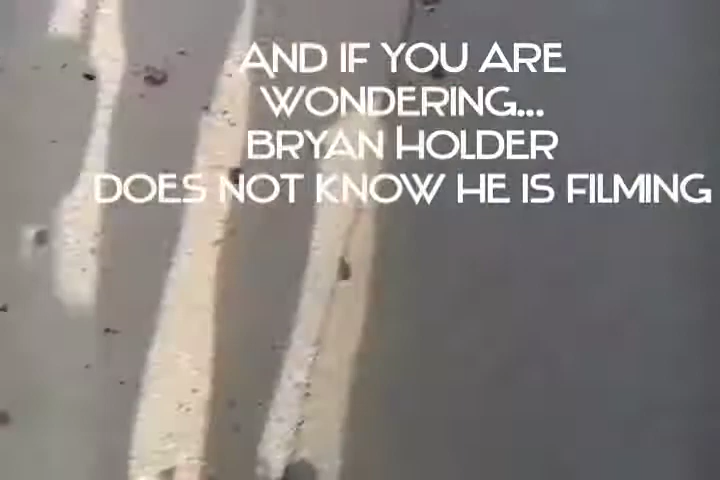 AND IF YOU ARE
WONDERING...
BRYAN HOLDER
DOES NOT KNOW HE IS FILMING